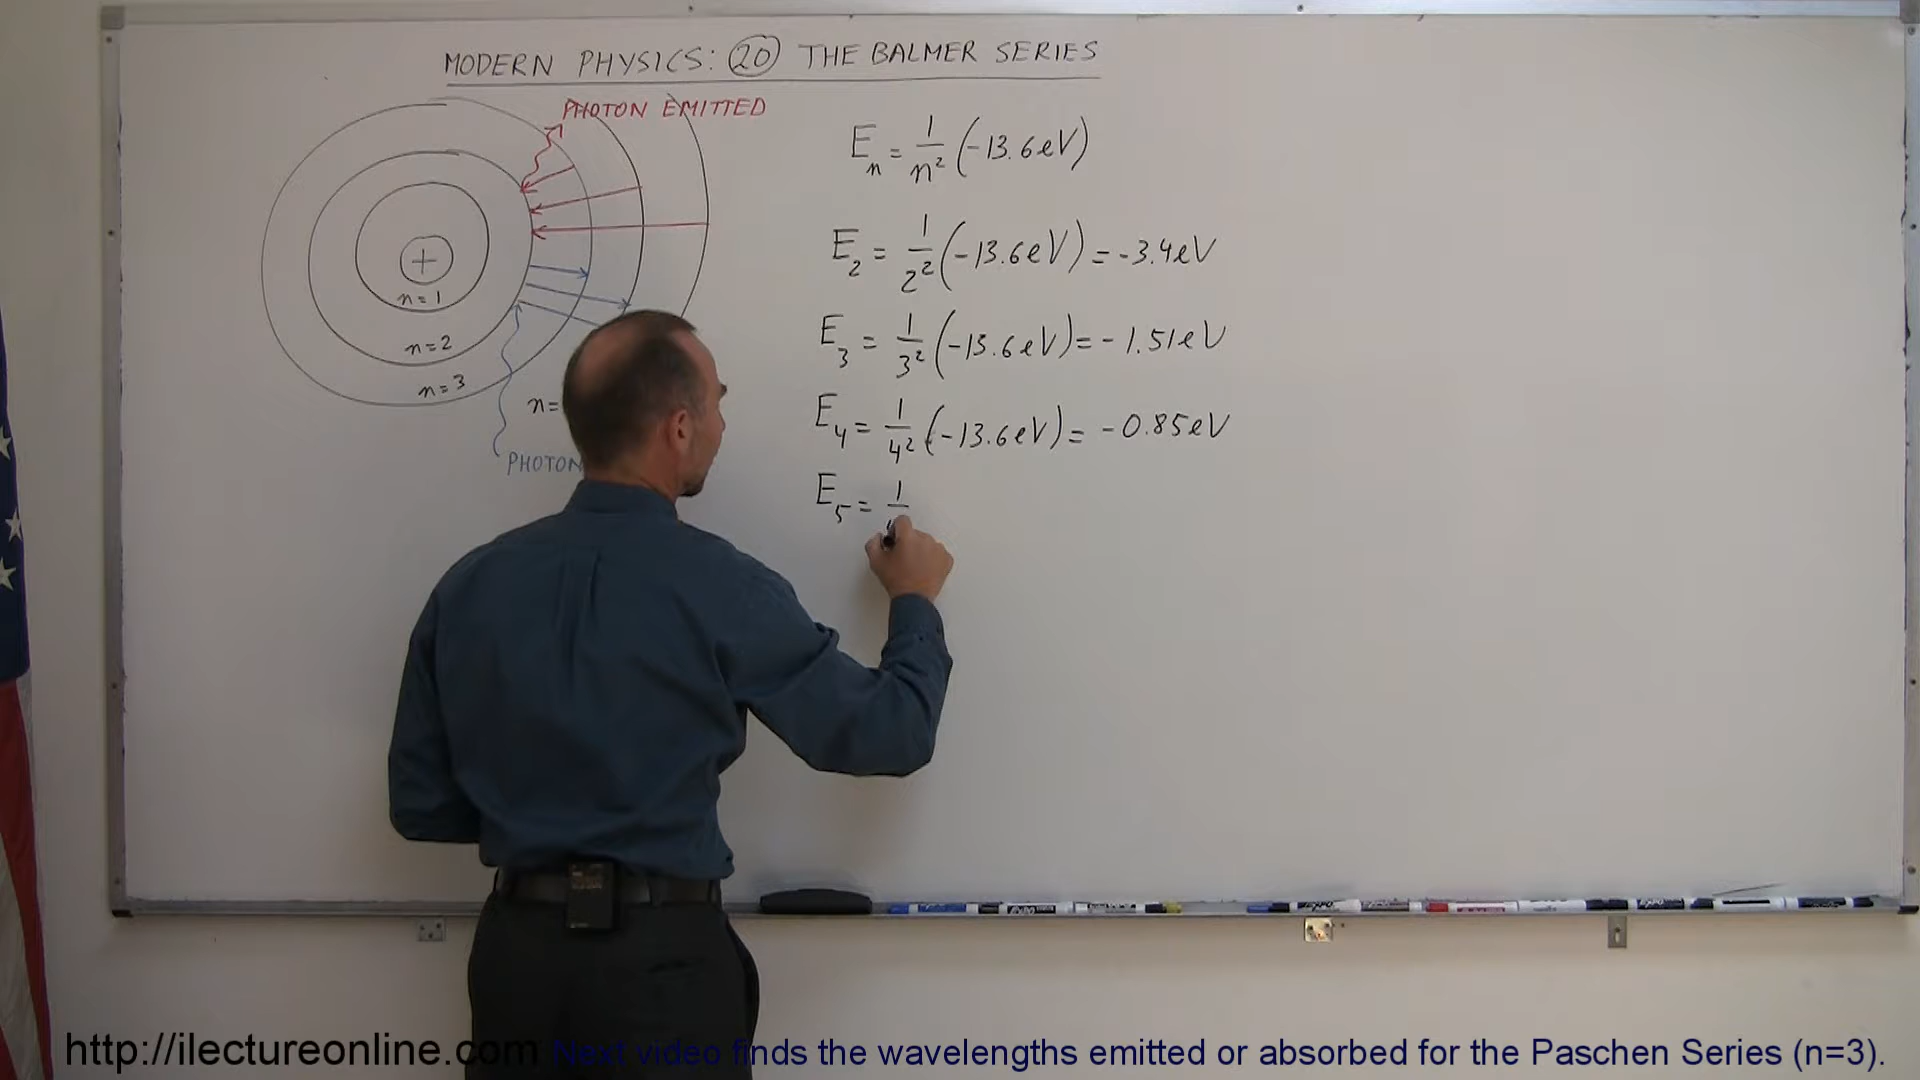 MODERN PHYSICS: 20 THE BALMER SERIES
PHOTON EMITTED
+
n=1
n=2
n=3
n=
PHOTON
Eₙ = 1/n² (-13.6eV)
E₂ = 1/2² (-13.6eV) = -3.4eV
E₃ = 1/3² (-13.6eV) = -1.51eV
E₄ = 1/4² (-13.6eV) = -0.85eV
E₅ = 1/
http://ilectureonline.com Next video finds the wavelengths emitted or absorbed for the Paschen Series (n=3).